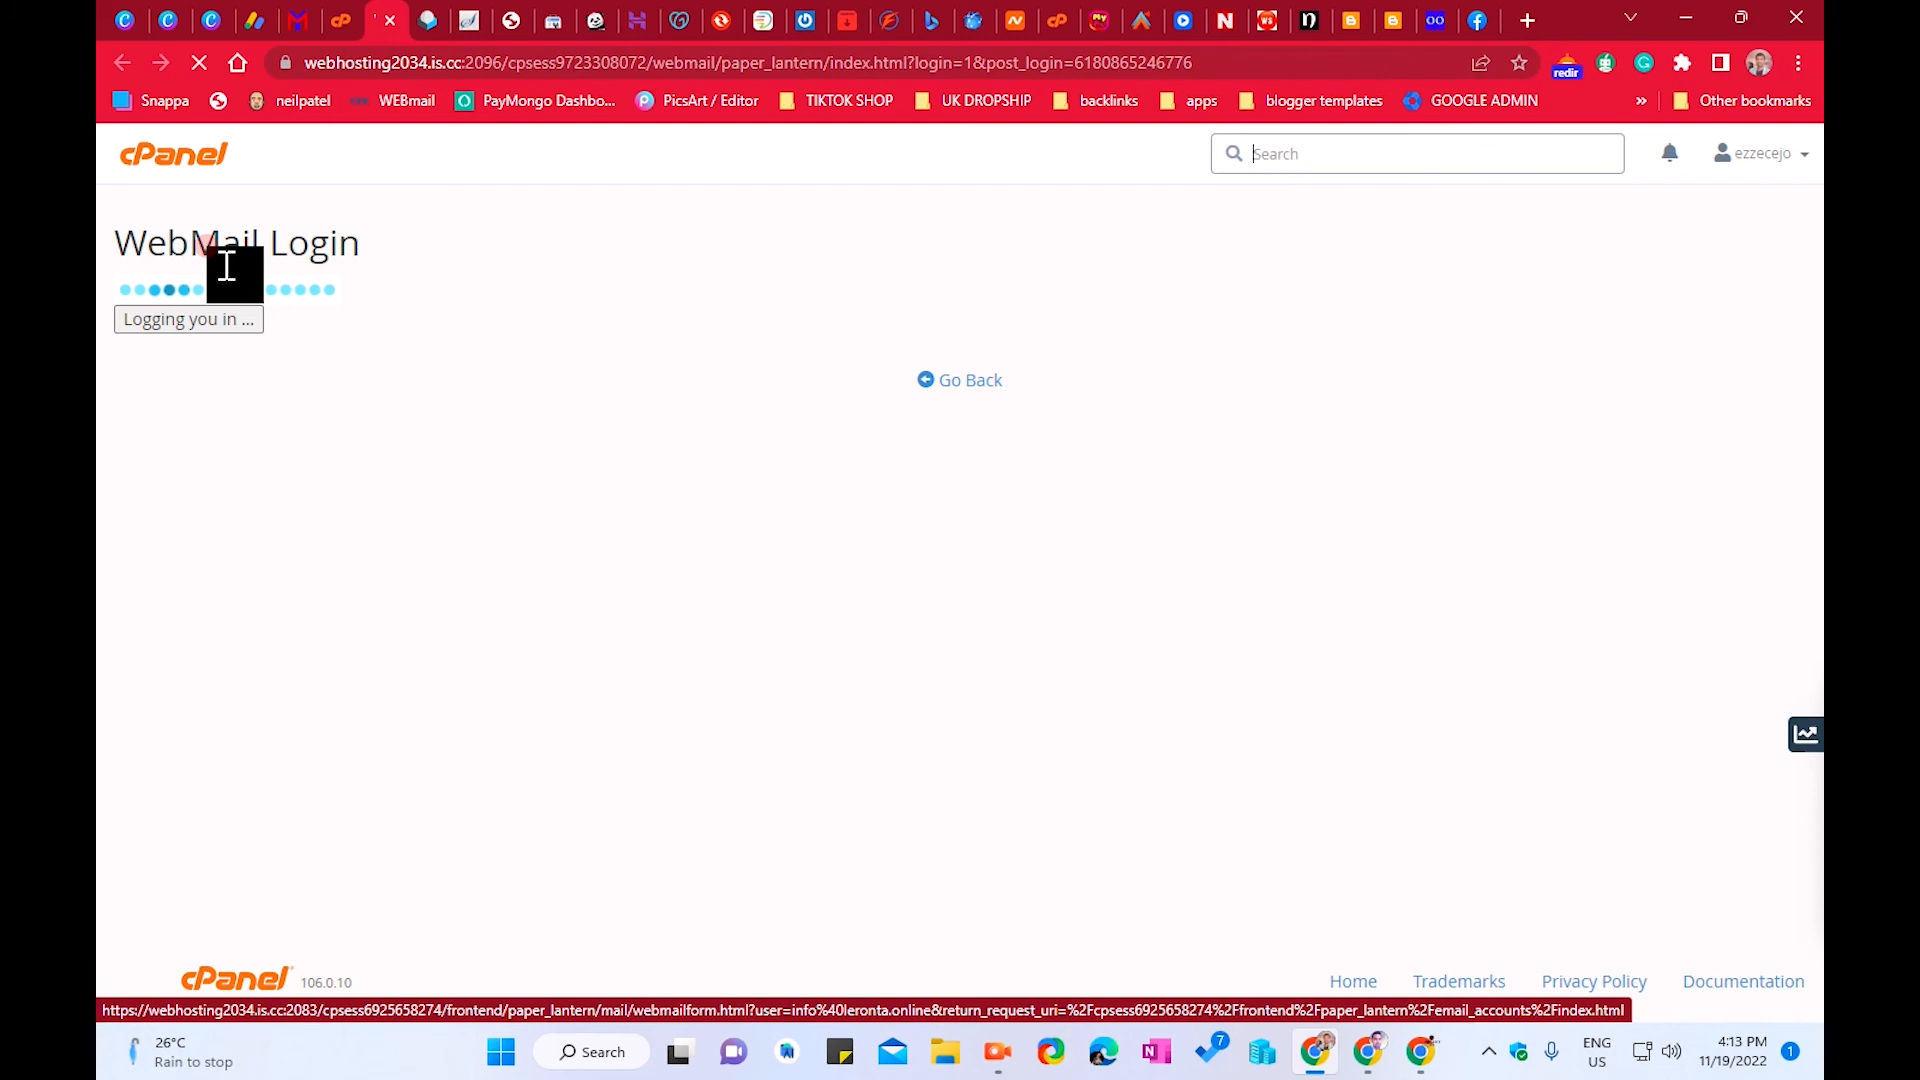 webhosting2034.is.cc:2096/cpsess9723308072/webmail/paper_lantern/index.html?login=1&post_login=6180865246776
redir
Snappa
neilpatel
WEBmail
PayMongo Dashbo...
PicsArt / Editor
TIKTOK SHOP
UK DROPSHIP
backlinks
apps
blogger templates
GOOGLE ADMIN
»
Other bookmarks
cPanel
Search
ezzecejo
WebMail Login
Logging you in ...
Go Back
cPanel 106.0.10
Home
Trademarks
Privacy Policy
Documentation
https://webhosting2034.is.cc:2083/cpsess6925658274/frontend/paper_lantern/mail/webmailform.html?user=info%40leronta.online&return_request_uri=%2Fcpsess6925658274%2Ffrontend%2Fpaper_lantern%2Femail_accounts%2Findex.html
26°C
Rain to stop
Search
7
ENG
US
4:13 PM
11/19/2022
1